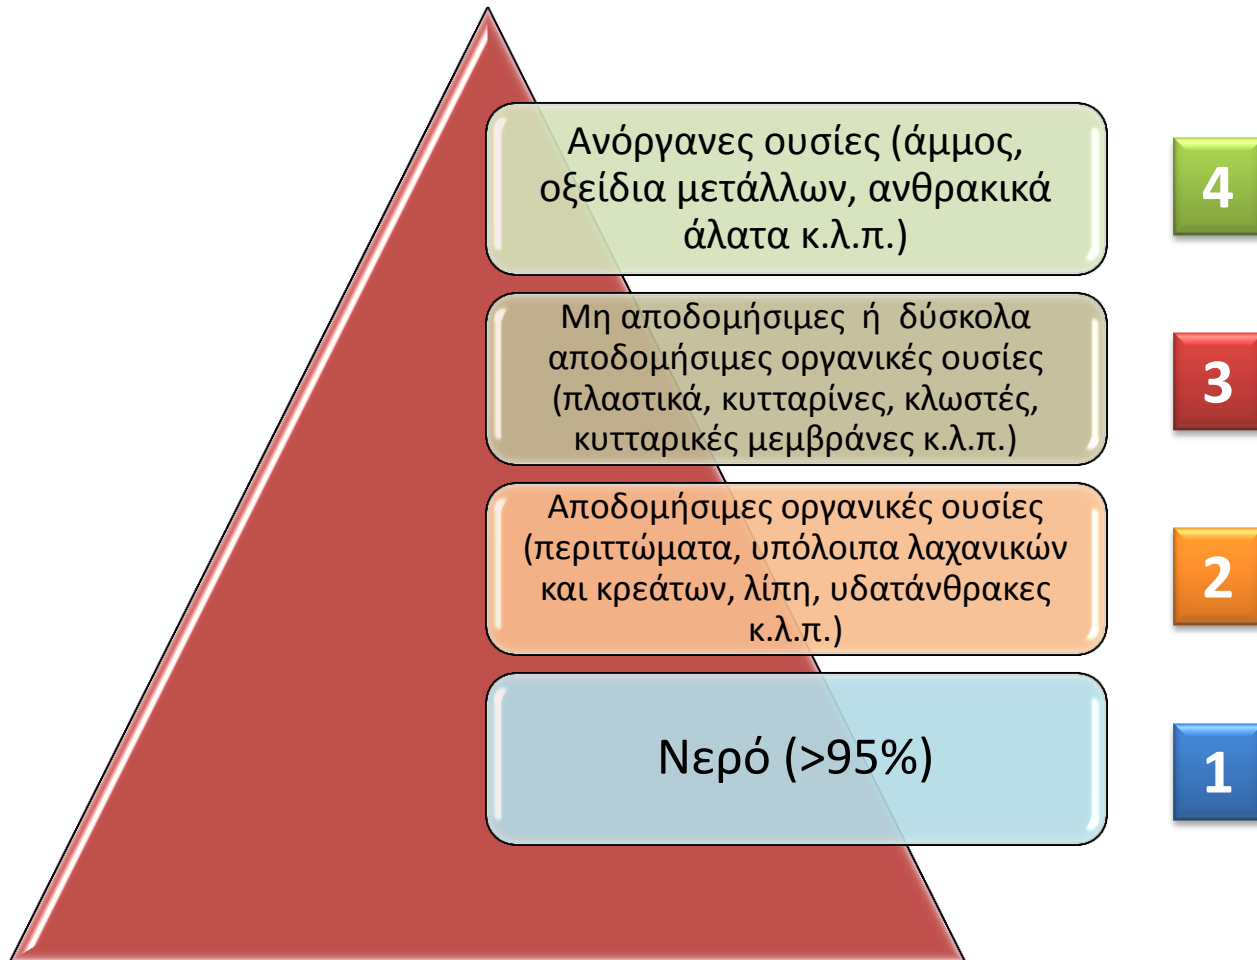 Ανόργανες ουσίες (άμμος,
οξείδια μετάλλων, ανθρακικά
άλατα κ.λ.π.)
4
Μη αποδομήσιμες ή δύσκολα
αποδομήσιμες οργανικές ουσίες
(πλαστικά, κυτταρίνες, κλωστές,
κυτταρικές μεμβράνες κ.λ.π.)
3
Αποδομήσιμες οργανικές ουσίες
(περιττώματα, υπόλοιπα λαχανικών
και κρεάτων, λίπη, υδατάνθρακες
κ.λ.π.)
2
Νερό (>95%)
1